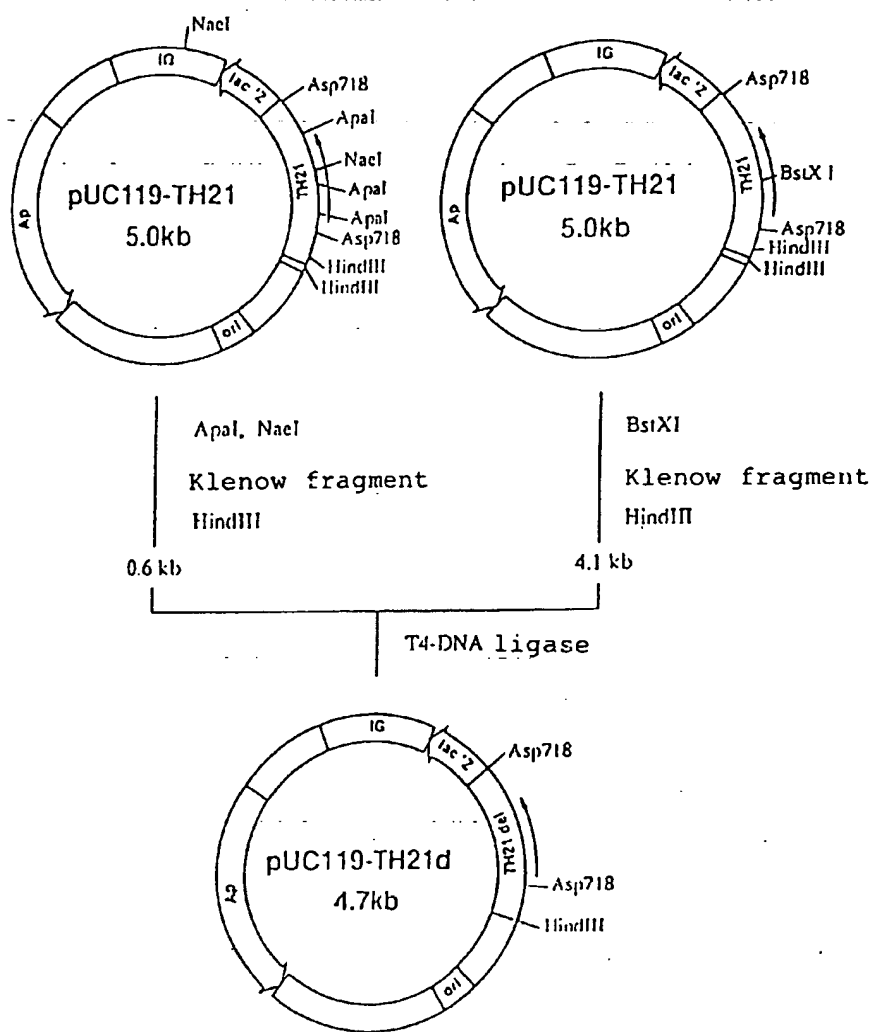 NaeI
IΩ
lac 'Z
Asp718
ApaI
NaeI
ApaI
ApaI
Asp718
HindIII
HindIII
TH21
Ap
orI
pUC119-TH21
5.0kb
IG
lac 'Z
Asp718
BstX I
Asp718
HindIII
HindIII
TH21
Ap
orI
pUC119-TH21
5.0kb
ApaI, NaeI
Klenow fragment
HindIII
0.6 kb
BstXI
Klenow fragment
HindIII
4.1 kb
T4-DNA ligase
IG
lac 'Z
Asp718
TH21 del
Asp718
HindIII
Ap
orI
pUC119-TH21d
4.7kb